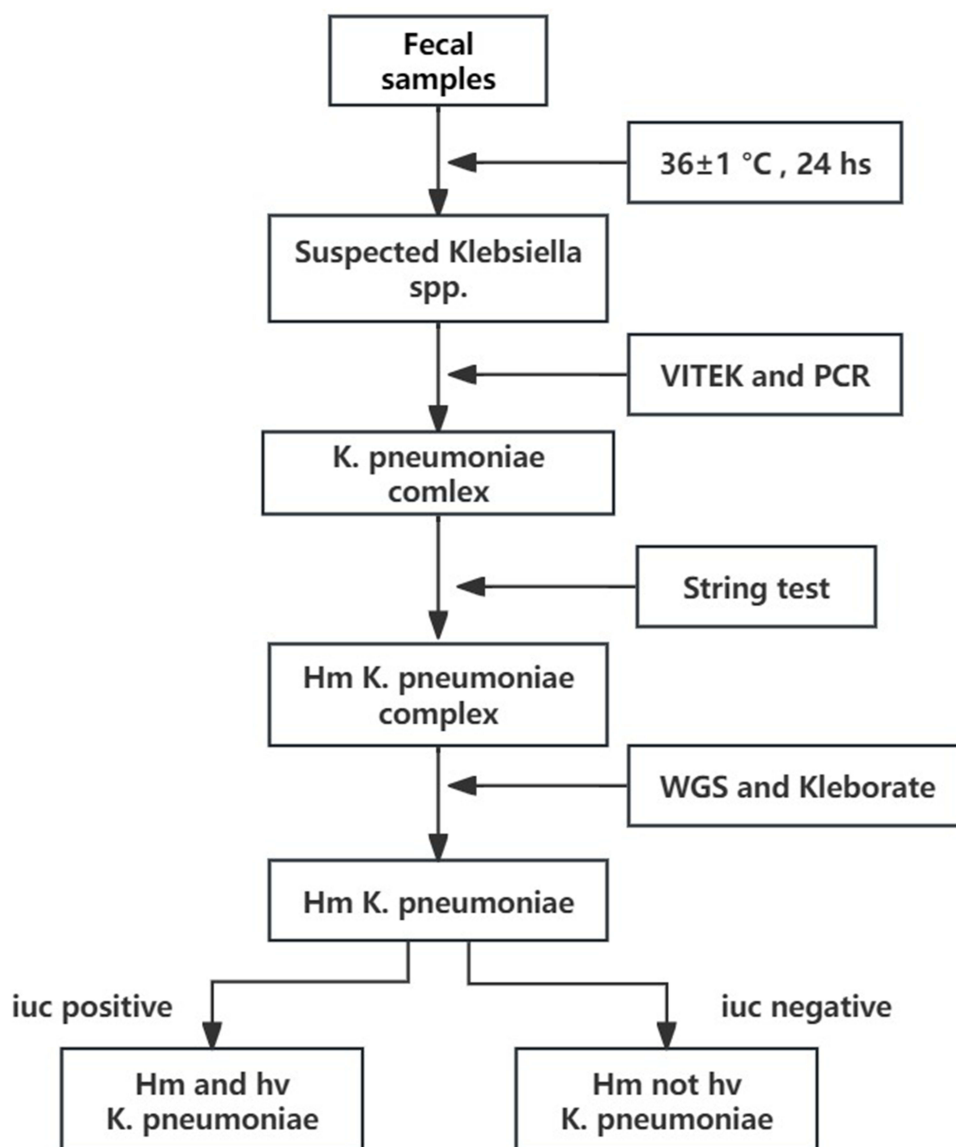 Fecal
samples
36±1 °C , 24 hs
Suspected Klebsiella
spp.
VITEK and PCR
K. pneumoniae
comlex
String test
Hm K. pneumoniae
complex
WGS and Kleborate
Hm K. pneumoniae
iuc positive
iuc negative
Hm and hv
K. pneumoniae
Hm not hv
K. pneumoniae